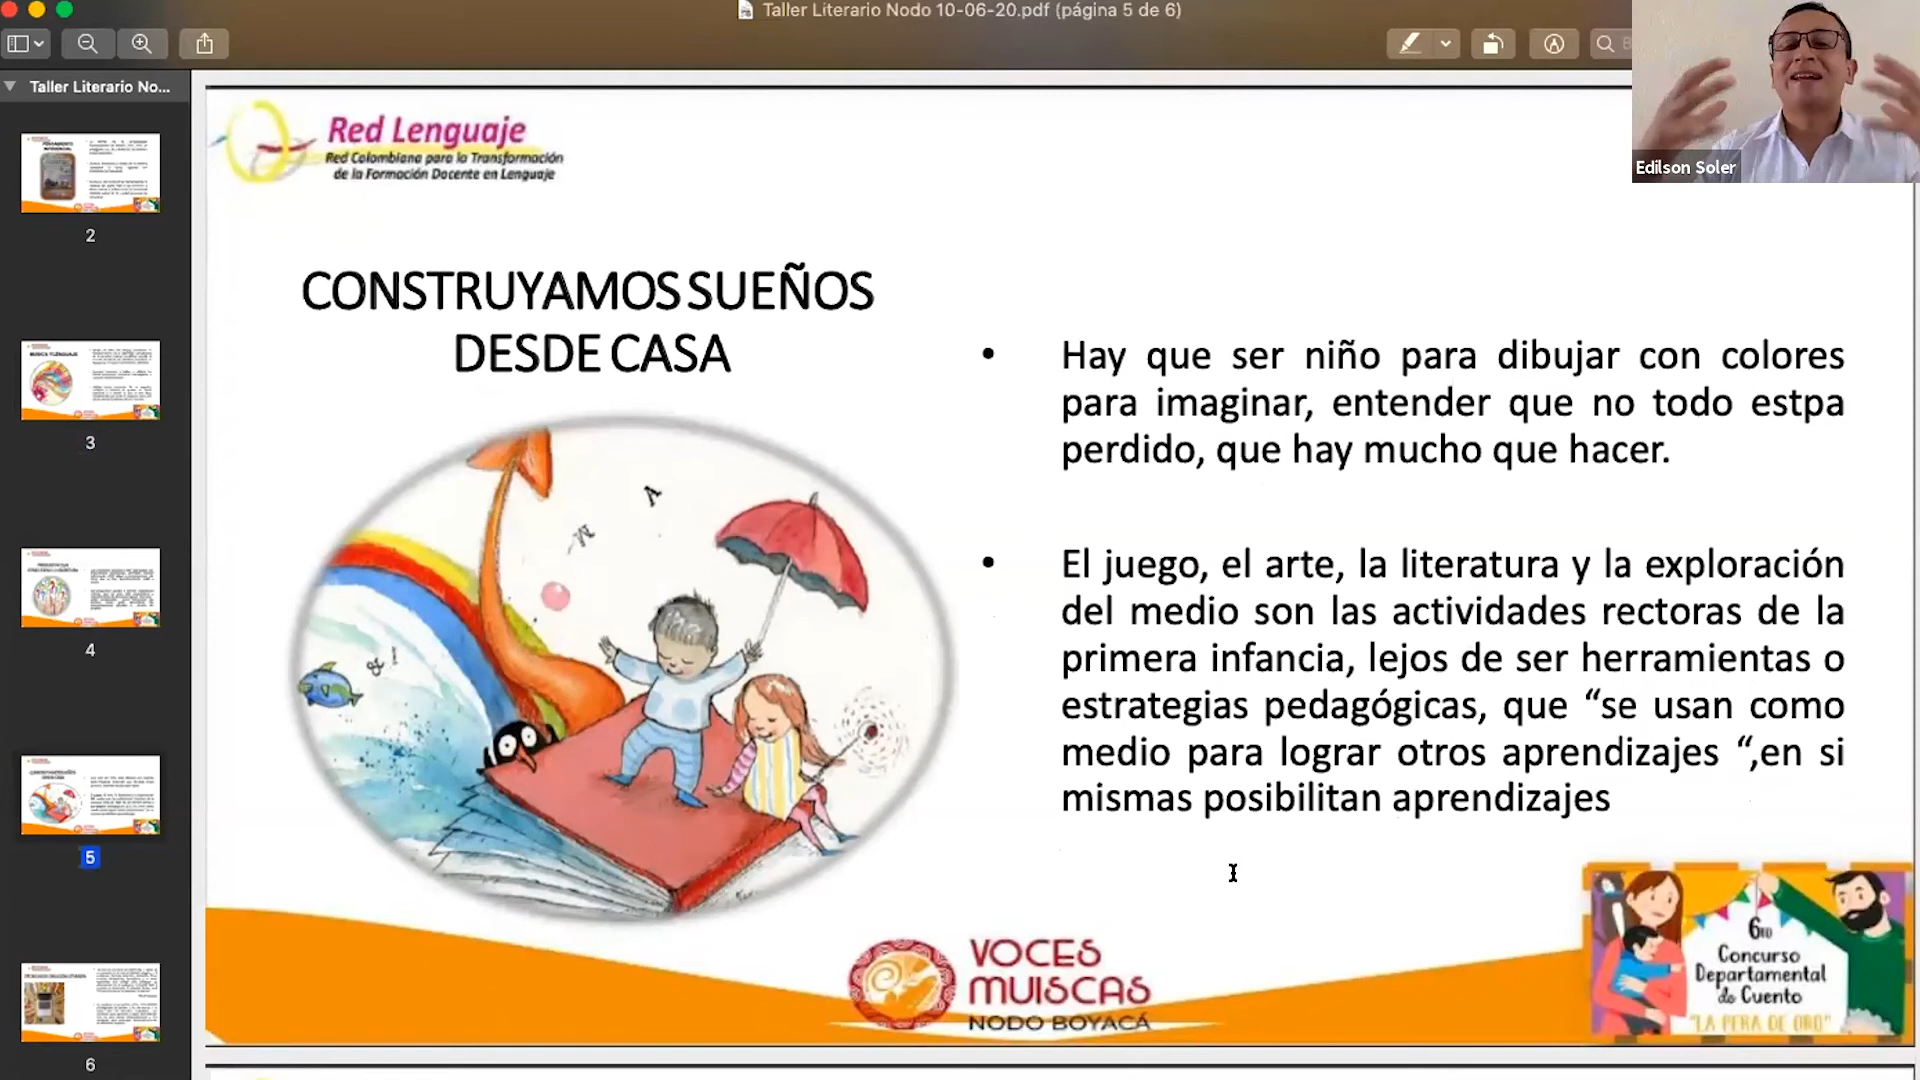 Taller Literario Nodo 10-06-20.pdf (página 5 de 6)
Edilson Soler
Taller Literario No...
2
MUSICA Y LENGUAJE
3
4
5
6
Red Lenguaje
Red Colombiana para la Transformación
de la Formación Docente en Lenguaje
CONSTRUYAMOS SUEÑOS
DESDE CASA
• Hay que ser niño para dibujar con colores
para imaginar, entender que no todo estpa
perdido, que hay mucho que hacer.
• El juego, el arte, la literatura y la exploración
del medio son las actividades rectoras de la
primera infancia, lejos de ser herramientas o
estrategias pedagógicas, que “se usan como
medio para lograr otros aprendizajes “,en si
mismas posibilitan aprendizajes
A
M
& !
VOCES
MUISCAS
NODO BOYACÁ
6TO
Concurso
Departamental
de Cuento
"LA PERA DE ORO"